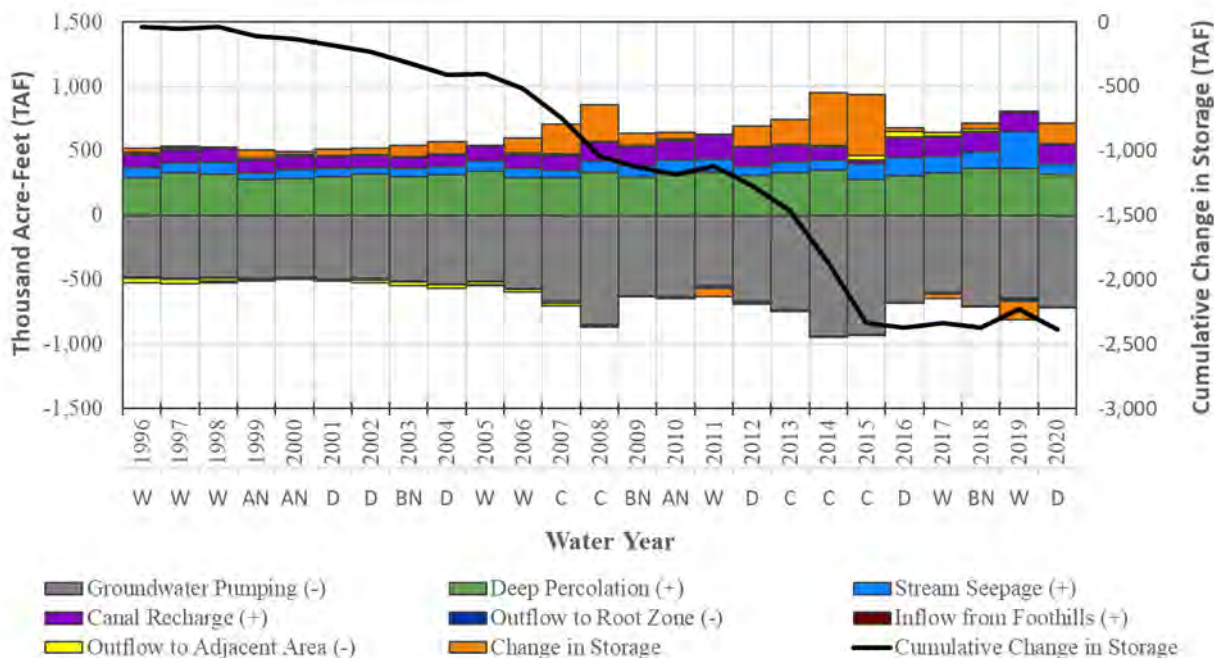 Thousand Acre-Feet (TAF)
1,500
1,000
500
0
-500
-1,000
-1,500
0
-500
-1,000
-1,500
-2,000
-2,500
-3,000
Cumulative Change in Storage (TAF)
1996 1997 1998 1999 2000 2001 2002 2003 2004 2005 2006 2007 2008 2009 2010 2011 2012 2013 2014 2015 2016 2017 2018 2019 2020
W W W AN AN D D BN D W W C C BN AN W D C C C D W BN W D
Water Year
Groundwater Pumping (-) Deep Percolation (+) Stream Seepage (+)
Canal Recharge (+) Outflow to Root Zone (-) Inflow from Foothills (+)
Outflow to Adjacent Area (-) Change in Storage Cumulative Change in Storage